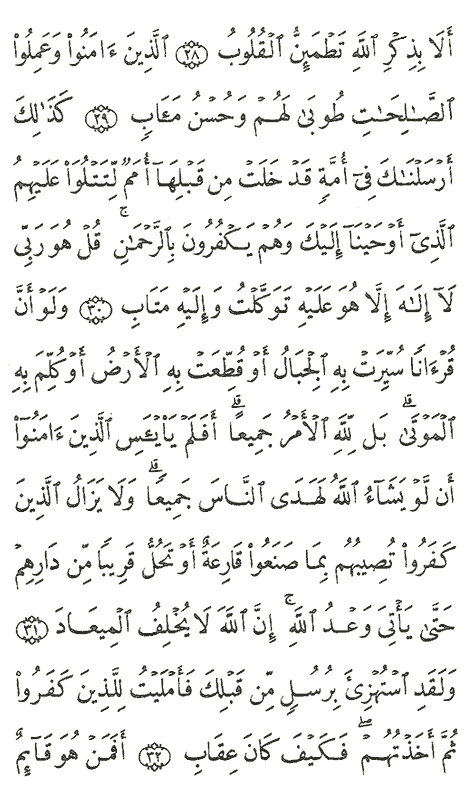 أَلَا بِذِكْرِ ٱللَّهِ تَطْمَئِنُّ ٱلْقُلُوبُ ٢٨ ٱلَّذِينَ ءَامَنُوا۟ وَعَمِلُوا۟
ٱلصَّٰلِحَٰتِ طُوبَىٰ لَهُمْ وَحُسْنُ مَـَٔابٍ ٢٩ كَذَٰلِكَ
أَرْسَلْنَٰكَ فِىٓ أُمَّةٍ قَدْ خَلَتْ مِن قَبْلِهَآ أُمَمٌ لِّتَتْلُوَا۟ عَلَيْهِمُ
ٱلَّذِىٓ أَوْحَيْنَآ إِلَيْكَ وَهُمْ يَكْفُرُونَ بِٱلرَّحْمَٰنِ ۚ قُلْ هُوَ رَبِّى
لَآ إِلَٰهَ إِلَّا هُوَ عَلَيْهِ تَوَكَّلْتُ وَإِلَيْهِ مَتَابِ ٣٠ وَلَوْ أَنَّ
قُرْءَانًا سُيِّرَتْ بِهِ ٱلْجِبَالُ أَوْ قُطِّعَتْ بِهِ ٱلْأَرْضُ أَوْ كُلِّمَ بِهِ
ٱلْمَوْتَىٰ ۗ بَل لِّلَّهِ ٱلْأَمْرُ جَمِيعًا ۗ أَفَلَمْ يَا۟يْـَٔسِ ٱلَّذِينَ ءَامَنُوٓا۟
أَن لَّوْ يَشَآءُ ٱللَّهُ لَهَدَى ٱلنَّاسَ جَمِيعًا ۗ وَلَا يَزَالُ ٱلَّذِينَ
كَفَرُوا۟ تُصِيبُهُم بِمَا صَنَعُوا۟ قَارِعَةٌ أَوْ تَحُلُّ قَرِيبًا مِّن دَارِهِمْ
حَتَّىٰ يَأْتِىَ وَعْدُ ٱللَّهِ ۚ إِنَّ ٱللَّهَ لَا يُخْلِفُ ٱلْمِيعَادَ ٣١
وَلَقَدِ ٱسْتُهْزِئَ بِرُسُلٍ مِّن قَبْلِكَ فَأَمْلَيْتُ لِلَّذِينَ كَفَرُوا۟
ثُمَّ أَخَذْتُهُمْ ۖ فَكَيْفَ كَانَ عِقَابِ ٣٢ أَفَمَنْ هُوَ قَآئِمٌ